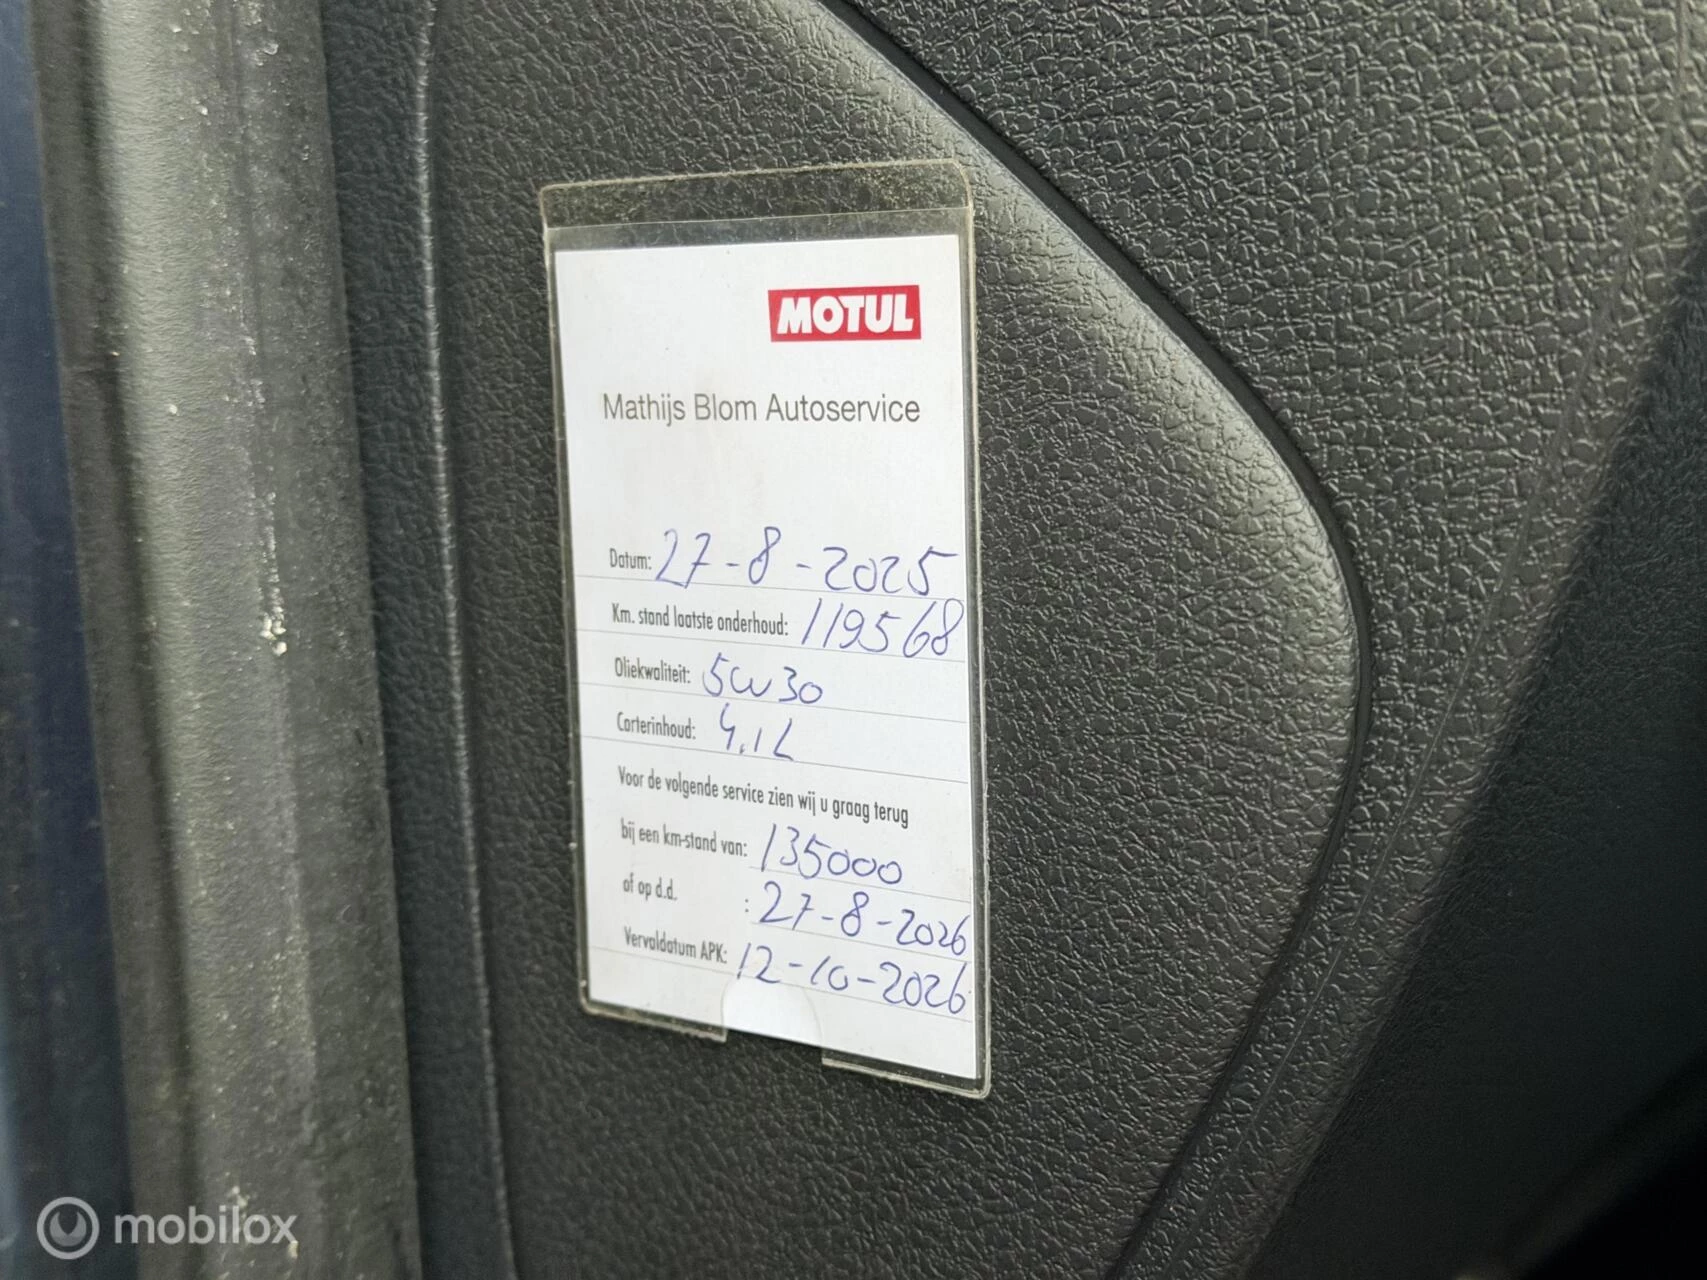 MOTUL
Mathijs Blom Autoservice
Datum: 27-8-2025
Km. stand laatste onderhoud: 119568
Oliekwaliteit: 5w30
Carterinhoud: 4.1L
Voor de volgende service zien wij u graag terug
bij een km-stand van: 135000
of op d.d. : 27-8-2026
Vervaldatum APK: 12-10-2026
mobilox